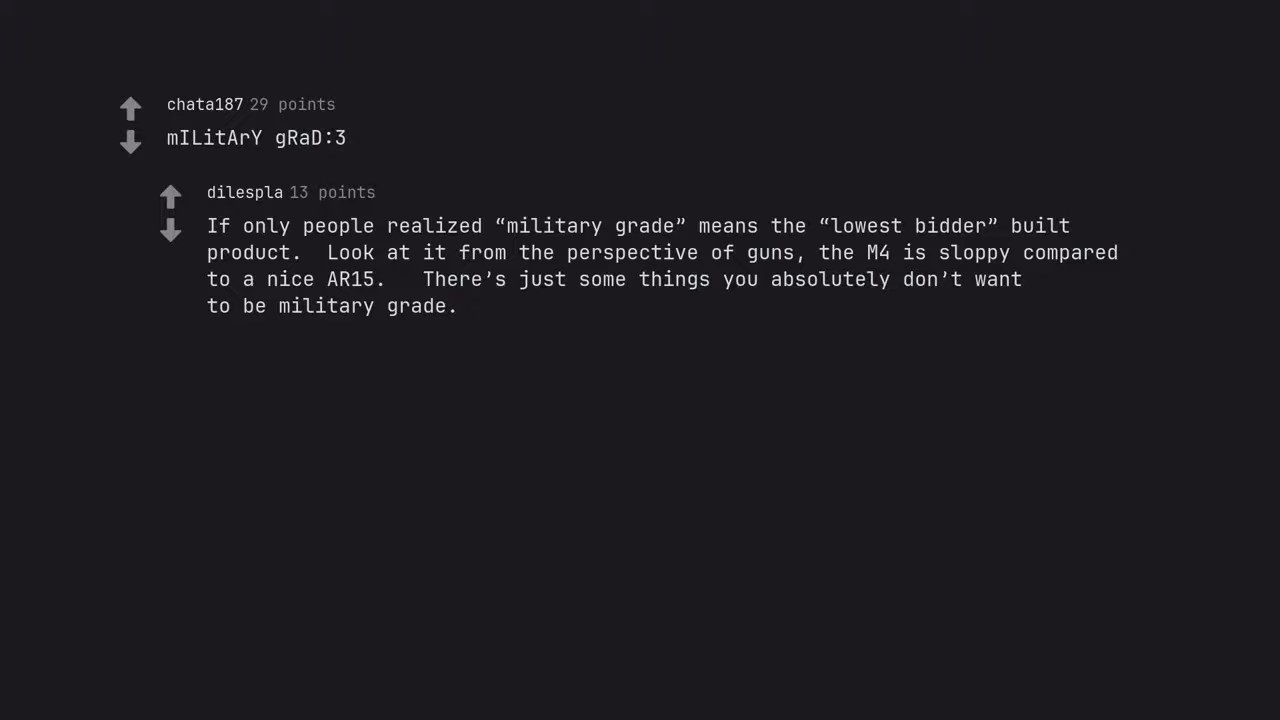 chata187 29 points
mILitArY gRaD:3
dilespla 13 points
If only people realized “military grade” means the “lowest bidder” built
product.  Look at it from the perspective of guns, the M4 is sloppy compared
to a nice AR15.   There’s just some things you absolutely don’t want
to be military grade.